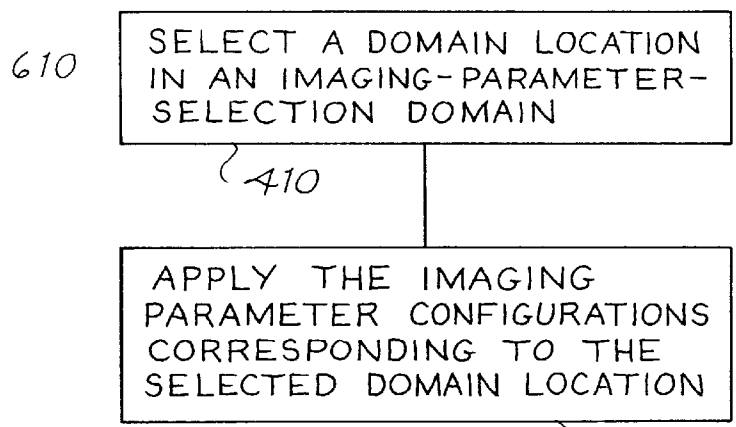 610
SELECT A DOMAIN LOCATION
IN AN IMAGING-PARAMETER-
SELECTION DOMAIN
410
APPLY THE IMAGING
PARAMETER CONFIGURATIONS
CORRESPONDING TO THE
SELECTED DOMAIN LOCATION